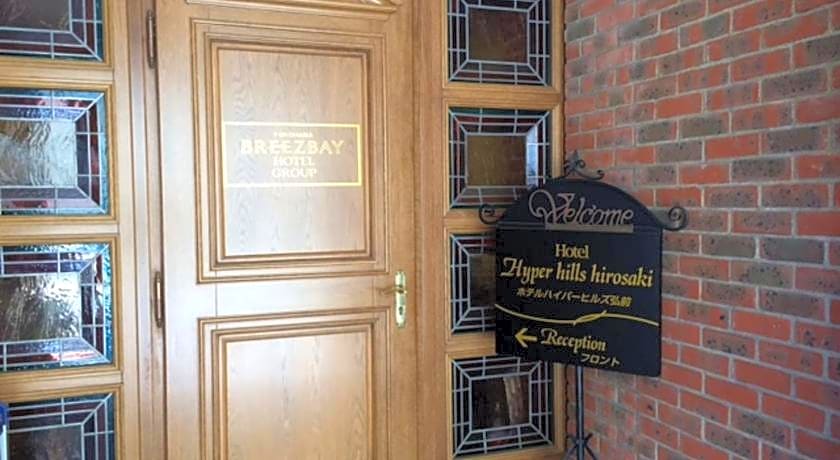 YOKOHAMA
BREEZBAY
HOTEL
GROUP
Welcome
Hotel
Hyper hills hirosaki
ホテルハイパーヒルズ弘前
Reception
フロント